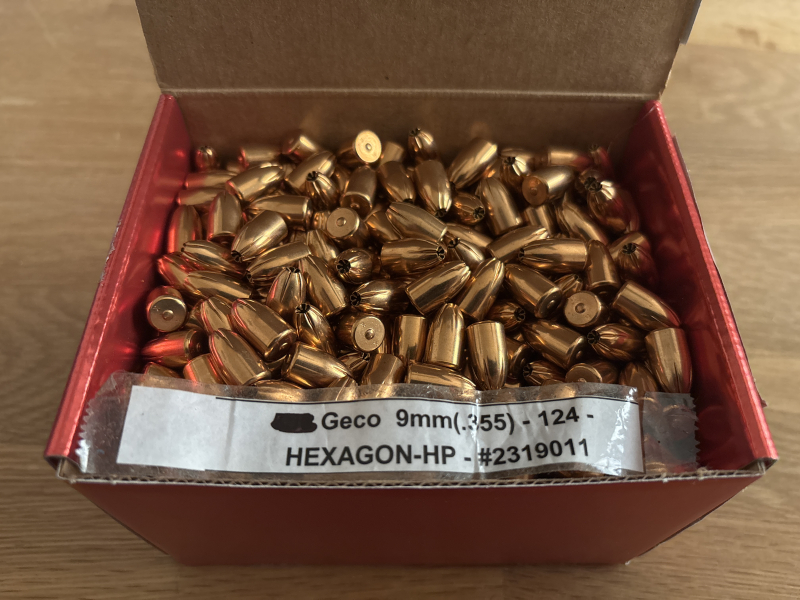 Geco 9mm(.355) - 124 -
HEXAGON-HP - #2319011